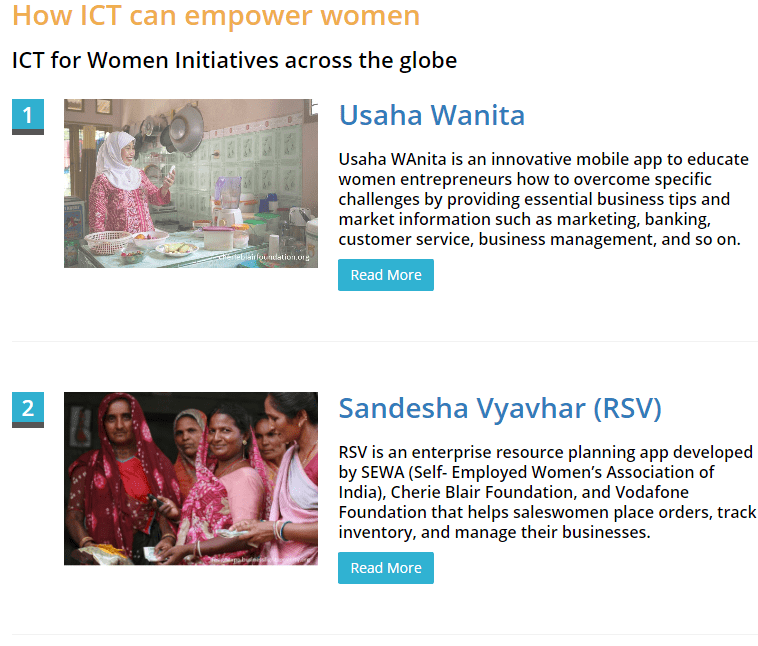 How ICT can empower women
ICT for Women Initiatives across the globe
1
cherieblairfoundation.org
Usaha Wanita
Usaha WAnita is an innovative mobile app to educate
women entrepreneurs how to overcome specific
challenges by providing essential business tips and
market information such as marketing, banking,
customer service, business management, and so on.
Read More
2
Sandesha Vyavhar (RSV)
RSV is an enterprise resource planning app developed
by SEWA (Self- Employed Women’s Association of
India), Cherie Blair Foundation, and Vodafone
Foundation that helps saleswomen place orders, track
inventory, and manage their businesses.
Read More